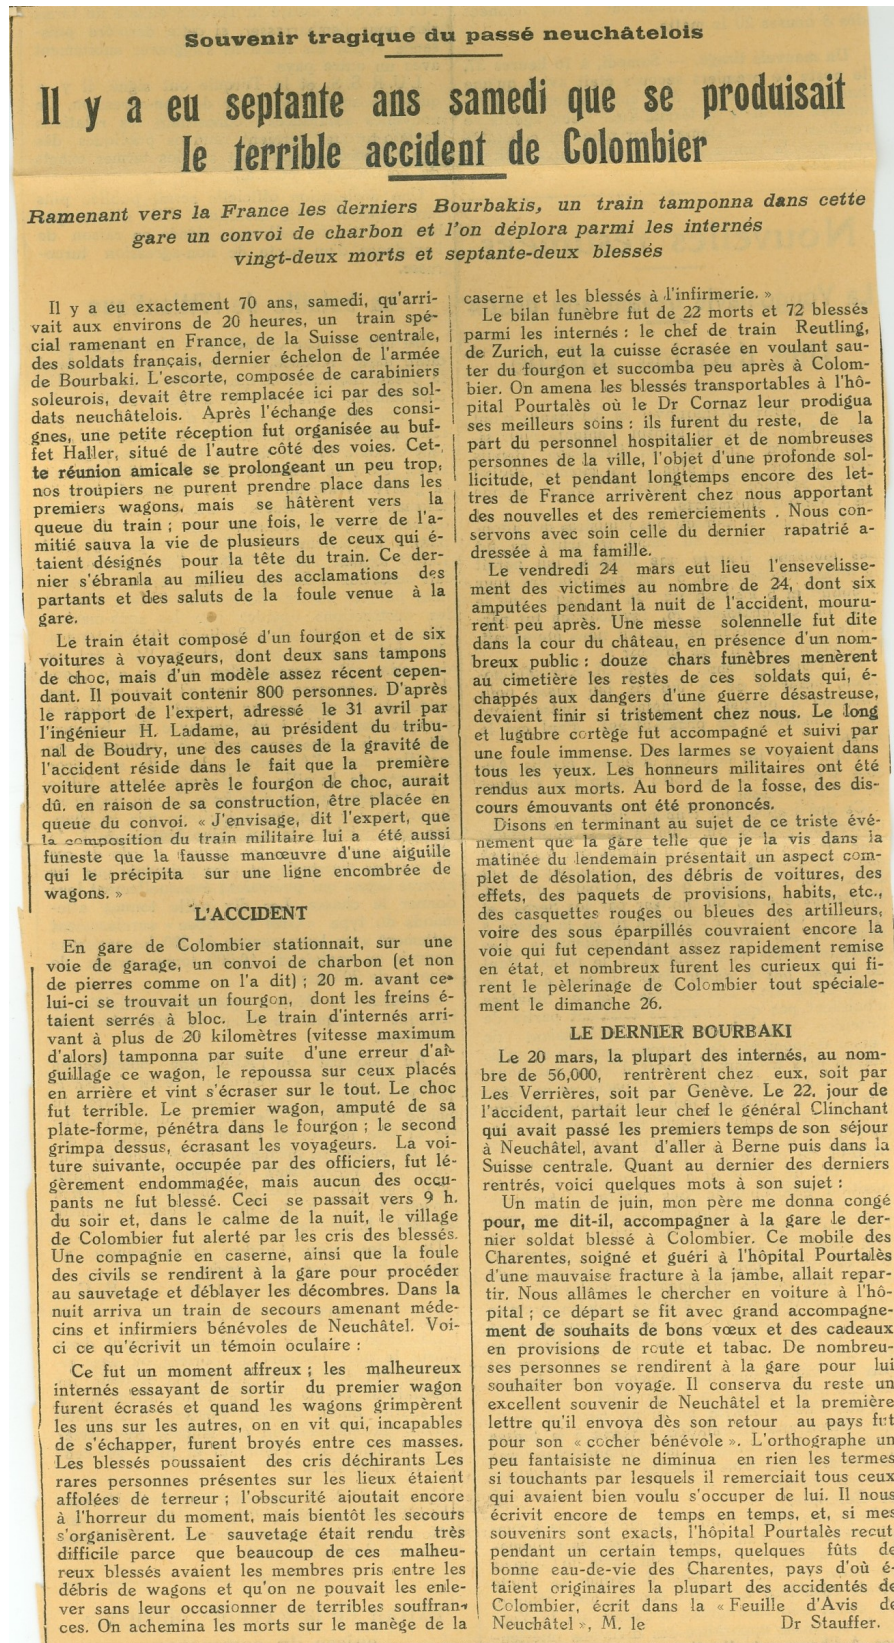 Souvenir tragique du passé neuchâtelois
Il y a eu septante ans samedi que se produisait
le terrible accident de Colombier
Ramenant vers la France les derniers Bourbakis, un train tamponna dans cette
gare un convoi de charbon et l'on déplora parmi les internés
vingt-deux morts et septante-deux blessés
Il y a eu exactement 70 ans, samedi, qu'arri-
vait aux environs de 20 heures, un train spé-
cial ramenant en France, de la Suisse centrale,
des soldats français, dernier échelon de l'armée
de Bourbaki. L'escorte, composée de carabiniers
soleurois, devait être remplacée ici par des sol-
dats neuchâtelois. Après l'échange des consi-
gnes, une petite réception fut organisée au buf-
fet Haller, situé de l'autre côté des voies. Cet-
te réunion amicale se prolongeant un peu trop,
nos troupiers ne purent prendre place dans les
premiers wagons, mais se hâtèrent vers la
queue du train ; pour une fois, le verre de l'a-
mitié sauva la vie de plusieurs de ceux qui é-
taient désignés pour la tête du train. Ce der-
nier s'ébranla au milieu des acclamations des
partants et des saluts de la foule venue à la
gare.
Le train était composé d'un fourgon et de six
voitures à voyageurs, dont deux sans tampons
de choc, mais d'un modèle assez récent cepen-
dant. Il pouvait contenir 800 personnes. D'après
le rapport de l'expert, adressé le 31 avril par
l'ingénieur H. Ladame, au président du tribu-
nal de Boudry, une des causes de la gravité de
l'accident réside dans le fait que la première
voiture attelée après le fourgon de choc, aurait
dû, en raison de sa construction, être placée en
queue du convoi. « J'envisage, dit l'expert, que
la composition du train militaire lui a été aussi
funeste que la fausse manœuvre d'une aiguille
qui le précipita sur une ligne encombrée de
wagons. »
L'ACCIDENT
En gare de Colombier stationnait, sur une
voie de garage, un convoi de charbon (et non
de pierres comme on l'a dit) ; 20 m. avant ce-
lui-ci se trouvait un fourgon, dont les freins é-
taient serrés à bloc. Le train d'internés arri-
vant à plus de 20 kilomètres (vitesse maximum
d'alors) tamponna par suite d'une erreur d'ai-
guillage ce wagon, le repoussa sur ceux placés
en arrière et vint s'écraser sur le tout. Le choc
fut terrible. Le premier wagon, amputé de sa
plate-forme, pénétra dans le fourgon ; le second
grimpa dessus, écrasant les voyageurs. La voi-
ture suivante, occupée par des officiers, fut lé-
gèrement endommagée, mais aucun des occu-
pants ne fut blessé. Ceci se passait vers 9 h.
du soir et, dans le calme de la nuit, le village
de Colombier fut alerté par les cris des blessés.
Une compagnie en caserne, ainsi que la foule
des civils se rendirent à la gare pour procéder
au sauvetage et déblayer les décombres. Dans la
nuit arriva un train de secours amenant méde-
cins et infirmiers bénévoles de Neuchâtel. Voi-
ci ce qu'écrivit un témoin oculaire :
Ce fut un moment affreux ; les malheureux
internés essayant de sortir du premier wagon
furent écrasés et quand les wagons grimpèrent
les uns sur les autres, on en vit qui, incapables
de s'échapper, furent broyés entre ces masses.
Les blessés poussaient des cris déchirants Les
rares personnes présentes sur les lieux étaient
affolées de terreur ; l'obscurité ajoutait encore
à l'horreur du moment, mais bientôt les secours
s'organisèrent. Le sauvetage était rendu très
difficile parce que beaucoup de ces malheu-
reux blessés avaient les membres pris entre les
débris de wagons et qu'on ne pouvait les enle-
ver sans leur occasionner de terribles souffran-
ces. On achemina les morts sur le manège de la
caserne et les blessés à l'infirmerie. »
Le bilan funèbre fut de 22 morts et 72 blessés
parmi les internés : le chef de train Reutling,
de Zurich, eut la cuisse écrasée en voulant sau-
ter du fourgon et succomba peu après à Colom-
bier. On amena les blessés transportables à l'hô-
pital Pourtalès où le Dr Cornaz leur prodigua
ses meilleurs soins : ils furent du reste, de la
part du personnel hospitalier et de nombreuses
personnes de la ville, l'objet d'une profonde sol-
licitude, et pendant longtemps encore des let-
tres de France arrivèrent chez nous apportant
des nouvelles et des remerciements . Nous con-
servons avec soin celle du dernier rapatrié a-
dressée à ma famille.
Le vendredi 24 mars eut lieu l'ensevelisse-
ment des victimes au nombre de 24, dont six
amputées pendant la nuit de l'accident, mouru-
rent peu après. Une messe solennelle fut dite
dans la cour du château, en présence d'un nom-
breux public : douze chars funèbres menèrent
au cimetière les restes de ces soldats qui, é-
chappés aux dangers d'une guerre désastreuse,
devaient finir si tristement chez nous. Le long
et lugubre cortège fut accompagné et suivi par
une foule immense. Des larmes se voyaient dans
tous les yeux. Les honneurs militaires ont été
rendus aux morts. Au bord de la fosse, des dis-
cours émouvants ont été prononcés.
Disons en terminant au sujet de ce triste évé-
nement que la gare telle que je la vis dans la
matinée du lendemain présentait un aspect com-
plet de désolation, des débris de voitures, des
effets, des paquets de provisions, habits, etc.,
des casquettes rouges ou bleues des artilleurs,
voire des sous éparpillés couvraient encore la
voie qui fut cependant assez rapidement remise
en état, et nombreux furent les curieux qui fi-
rent le pèlerinage de Colombier tout spéciale-
ment le dimanche 26.
LE DERNIER BOURBAKI
Le 20 mars, la plupart des internés, au nom-
bre de 56,000, rentrèrent chez eux, soit par
Les Verrières, soit par Genève. Le 22, jour de
l'accident, partait leur chef le général Clinchant
qui avait passé les premiers temps de son séjour
à Neuchâtel, avant d'aller à Berne puis dans la
Suisse centrale. Quant au dernier des derniers
rentrés, voici quelques mots à son sujet :
Un matin de juin, mon père me donna congé
pour, me dit-il, accompagner à la gare le der-
nier soldat blessé à Colombier. Ce mobile des
Charentes, soigné et guéri à l'hôpital Pourtalès
d'une mauvaise fracture à la jambe, allait repar-
tir. Nous allâmes le chercher en voiture à l'hô-
pital ; ce départ se fit avec grand accompagne-
ment de souhaits de bons vœux et des cadeaux
en provisions de route et tabac. De nombreu-
ses personnes se rendirent à la gare pour lui
souhaiter bon voyage. Il conserva du reste un
excellent souvenir de Neuchâtel et la première
lettre qu'il envoya dès son retour au pays fut
pour son « cocher bénévole ». L'orthographe un
peu fantaisiste ne diminua en rien les termes
si touchants par lesquels il remerciait tous ceux
qui avaient bien voulu s'occuper de lui. Il nous
écrivit encore de temps en temps, et, si mes
souvenirs sont exacts, l'hôpital Pourtalès reçut
pendant un certain temps, quelques fûts de
bonne eau-de-vie des Charentes, pays d'où é-
taient originaires la plupart des accidentés de
Colombier, écrit dans la « Feuille d'Avis de
Neuchâtel », M. le Dr Stauffer.